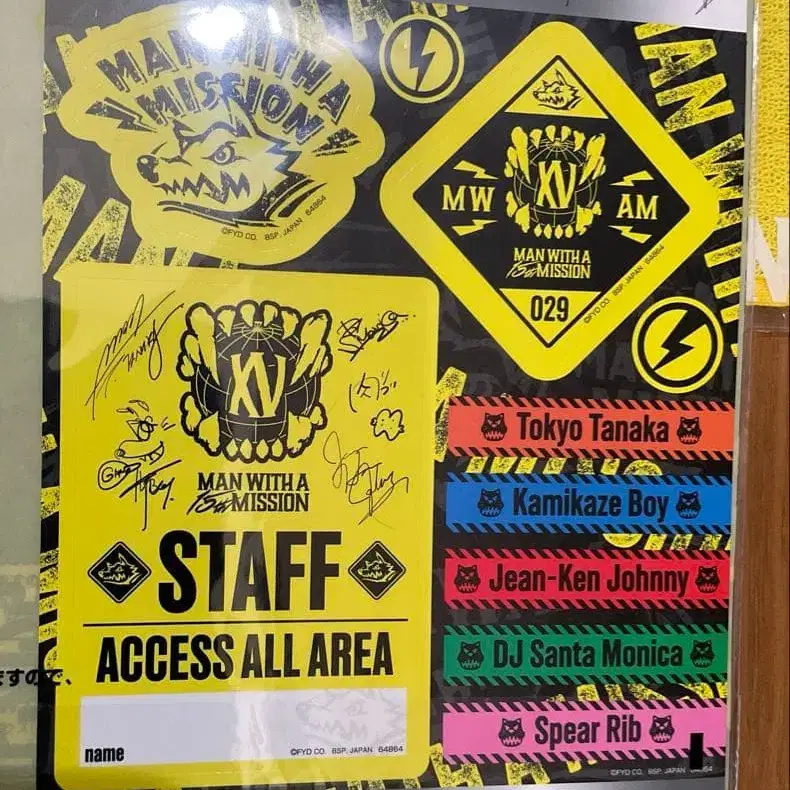 MAN WITH A
MISSION
©FYD CO. BSP. JAPAN 64864
XV
MW
AM
MAN WITH A
15th MISSION
029
©FYD CO. BSP. JAPAN 64864
XV
MAN WITH A
15th MISSION
STAFF
ACCESS ALL AREA
name
©FYD CO. BSP. JAPAN 64864
Tokyo Tanaka
Kamikaze Boy
Jean-Ken Johnny
DJ Santa Monica
Spear Rib
©FYD CO. BSP. JAPAN 64864
ますので、